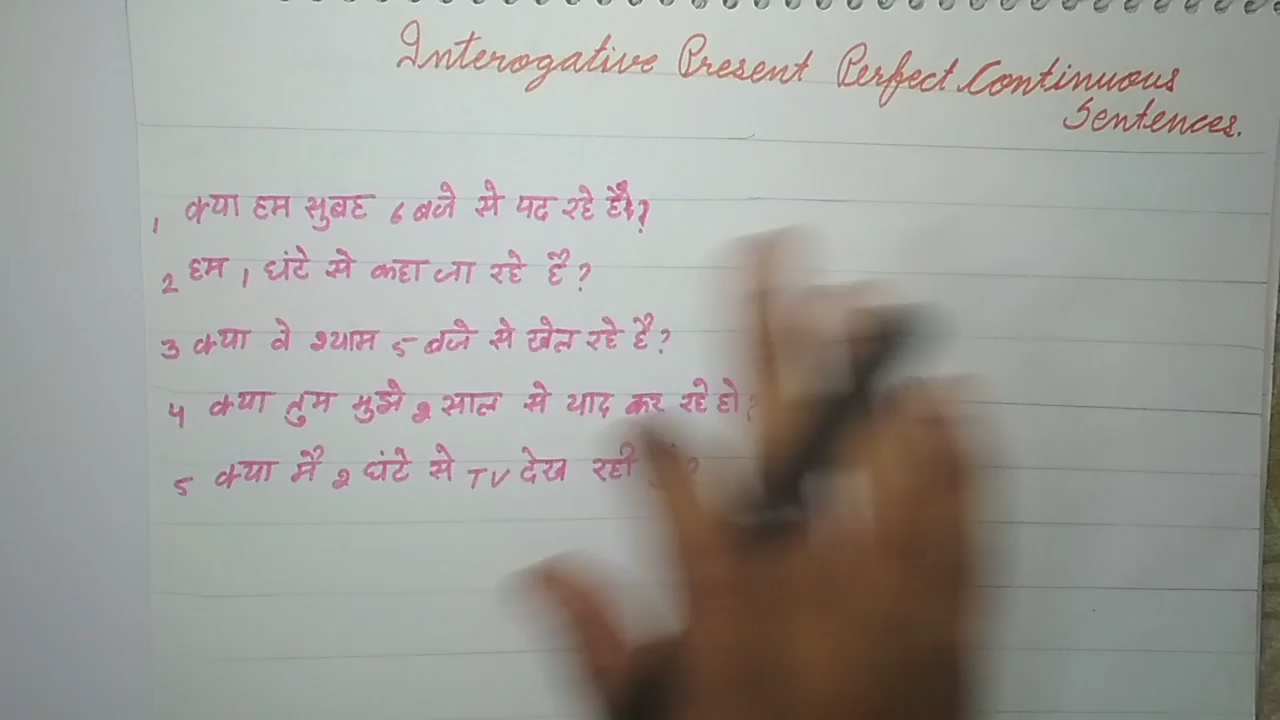 Interogative Present Perfect Continuous
Sentences.
1 क्या हम सुबह 6 बजे से पढ रहे हैं?
2 हम 1 घंटे से कहा जा रहे है?
3 क्या वे श्याम 5 बजे से खेल रहे है?
4 क्या तुम मुझे 2 साल से याद कर रहे हो?
5 क्या मै 2 घंटे से TV देख रही